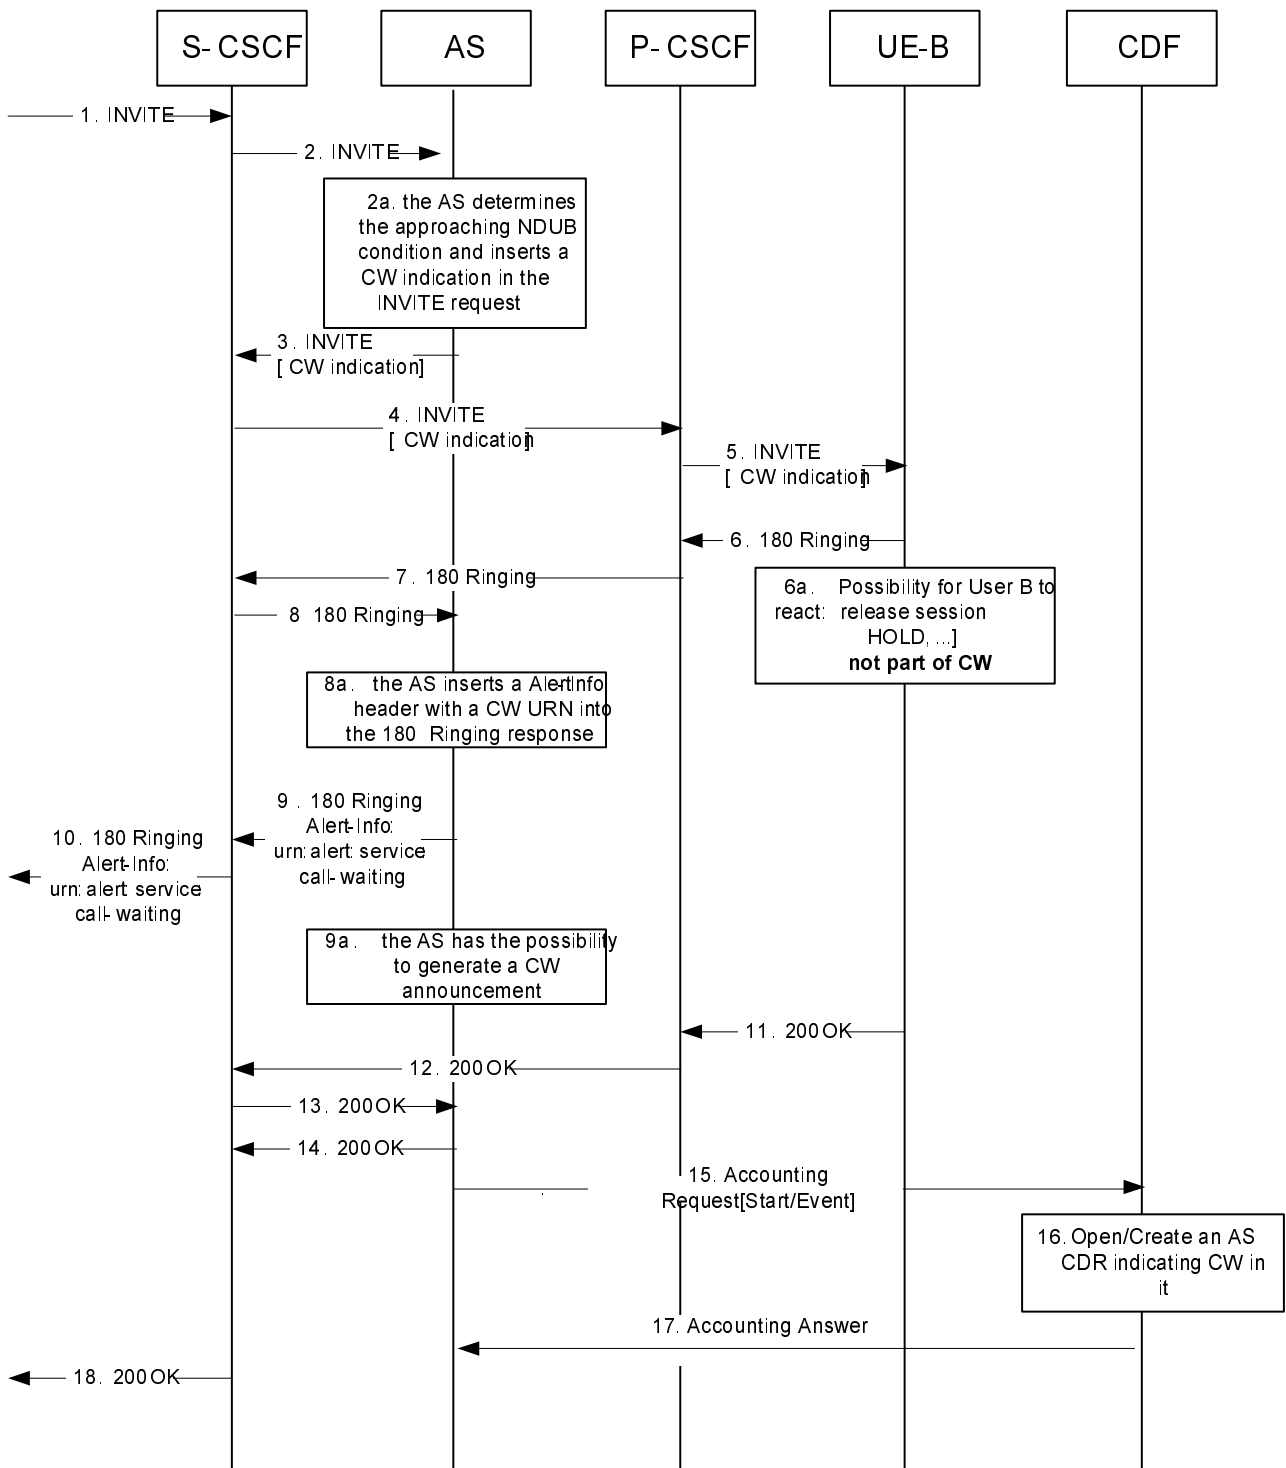 S-CSCF
AS
P-CSCF
UE-B
CDF
1. INVITE
2. INVITE
2a. the AS determines
the approaching NDUB
condition and inserts a
CW indication in the
INVITE request
3. INVITE
[ CW indication]
4. INVITE
[ CW indication]
5. INVITE
[ CW indication]
6. 180 Ringing
7. 180 Ringing
6a. Possibility for User B to
react: release session
HOLD, ...]
not part of CW
8 180 Ringing
8a. the AS inserts a Alert-Info
header with a CW URN into
the 180 Ringing response
9. 180 Ringing
Alert-Info:
urn:alert: service
call-waiting
10. 180 Ringing
Alert-Info:
urn:alert: service
call-waiting
9a. the AS has the possibility
to generate a CW
announcement
11. 200 OK
12. 200 OK
13. 200 OK
14. 200 OK
15. Accounting
Request[Start/Event]
16. Open/Create an AS
CDR indicating CW in
it
17. Accounting Answer
18. 200 OK